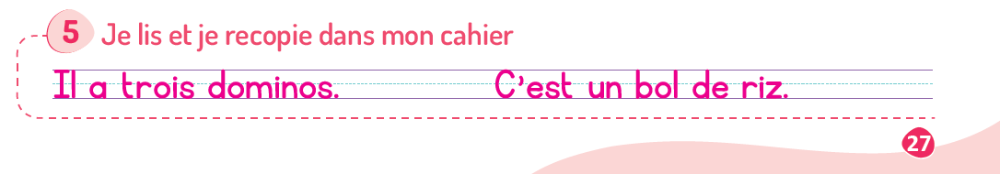 5 Je lis et je recopie dans mon cahier
Il a trois dominos. C'est un bol de riz.
27